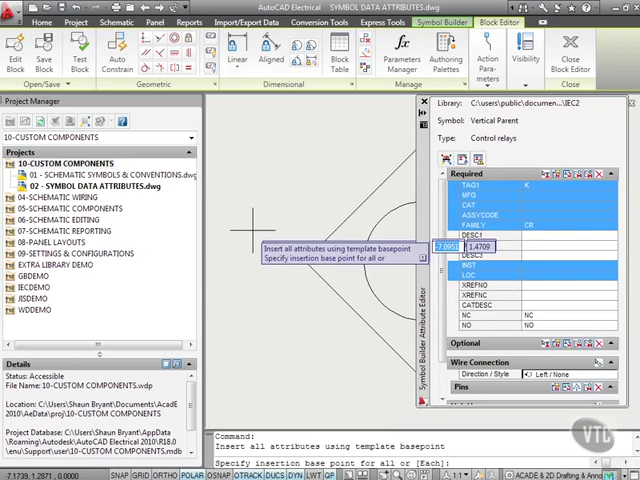 AutoCAD Electrical SYMBOL DATA ATTRIBUTES.dwg
Home Project Schematic Panel Reports Import/Export Data Conversion Tools Express Tools Symbol Builder Block Editor
Edit Block
Save Block
Test Block
Auto Constrain
Linear
Aligned
Block
Authoring Palettes
Action Parameters
Visibility
Close Block Editor
Open/Save
Geometric
Dimensional
Manage
Close
Project Manager
10-CUSTOM COMPONENTS
Projects
10-CUSTOM COMPONENTS
01 - SCHEMATIC SYMBOLS & CONVENTIONS.dwg
02 - SYMBOL DATA ATTRIBUTES.dwg
04-SCHEMATIC WIRING
05-SCHEMATIC COMPONENTS
06-SCHEMATIC EDITING
07-SCHEMATIC REPORTING
08-PANEL LAYOUTS
09-SETTINGS & CONFIGURATIONS
EXTRA LIBRARY DEMO
GBDEMO
IECDEMO
JISDEMO
WDDEMO
Details
Status: Accessible
File Name: 10-CUSTOM COMPONENTS.wdp
Location: C:\Users\Shaun Bryant\Documents\AcadE
2010\AeData\proj\10-CUSTOM COMPONENTS
Project Database: C:\Users\Shaun Bryant\AppData
\Roaming\Autodesk\AutoCAD Electrical 2010\R18.0
\enu\Support\user\10-CUSTOM COMPONENTS.mdb
Insert all attributes using template basepoint
Specify insertion base point for all or
-7.0951
1.4709
Symbol Builder Attribute Editor
Library: C:\users\public\documen...\IEC2
Symbol: Vertical Parent
Type: Control relays
Required
TAG1 K
MFG
CAT
ASSYCODE
FAMILY CR
DESC1
DESC3
INST
LOC
XREFNO
XREFNC
CATDESC
NC NC
NO NO
Optional
Wire Connection
Direction / Style Left / None
Pins
Command:
Insert all attributes using template basepoint
Specify insertion base point for all or [Each]:
-7.1739, 1.2871, 0.0000
SNAP GRID ORTHO POLAR OSNAP OTRACK DUCS DYN LWT QP
1:1
ACADE & 2D Drafting & Annot
VTC